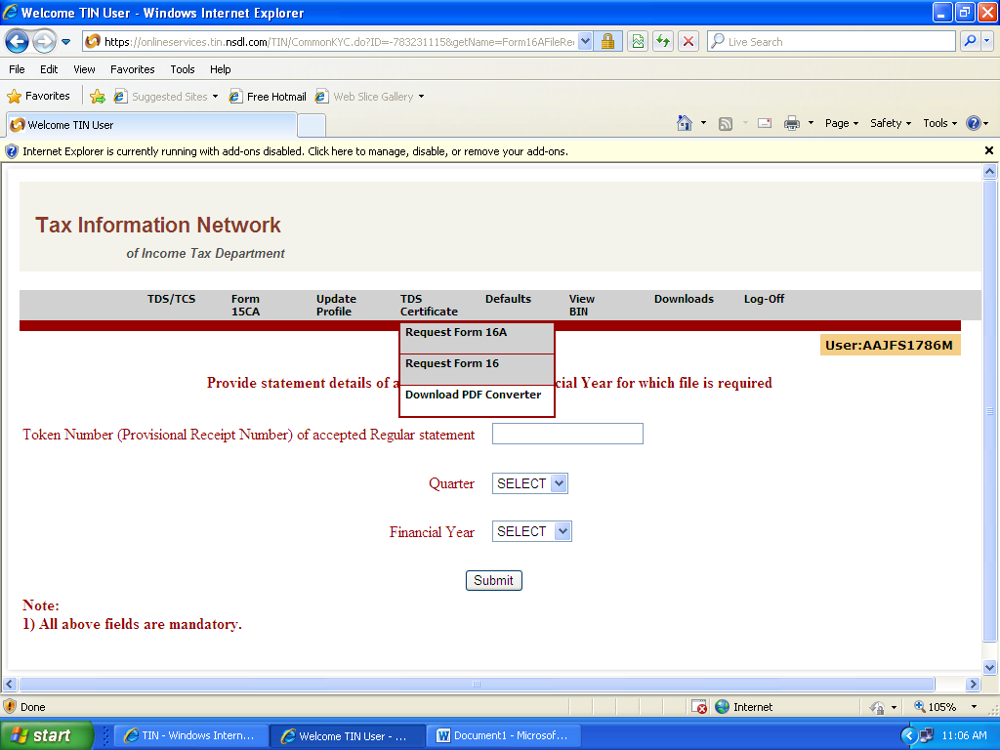 Welcome TIN User - Windows Internet Explorer
https://onlineservices.tin.nsdl.com/TIN/CommonKYC.do?ID=-783231115&getName=Form16AFileRe
Live Search
File Edit View Favorites Tools Help
Favorites Suggested Sites Free Hotmail Web Slice Gallery
Welcome TIN User Page Safety Tools
Internet Explorer is currently running with add-ons disabled. Click here to manage, disable, or remove your add-ons.
Tax Information Network
of Income Tax Department
TDS/TCS Form 15CA Update Profile TDS Certificate Defaults View BIN Downloads Log-Off
Request Form 16A
Request Form 16
Download PDF Converter
User:AAJFS1786M
Provide statement details of a cial Year for which file is required
Token Number (Provisional Receipt Number) of accepted Regular statement
Quarter SELECT
Financial Year SELECT
Submit
Note:
1) All above fields are mandatory.
Done Internet 105%
start TIN - Windows Intern... Welcome TIN User - ... Document1 - Microsof... 11:06 AM